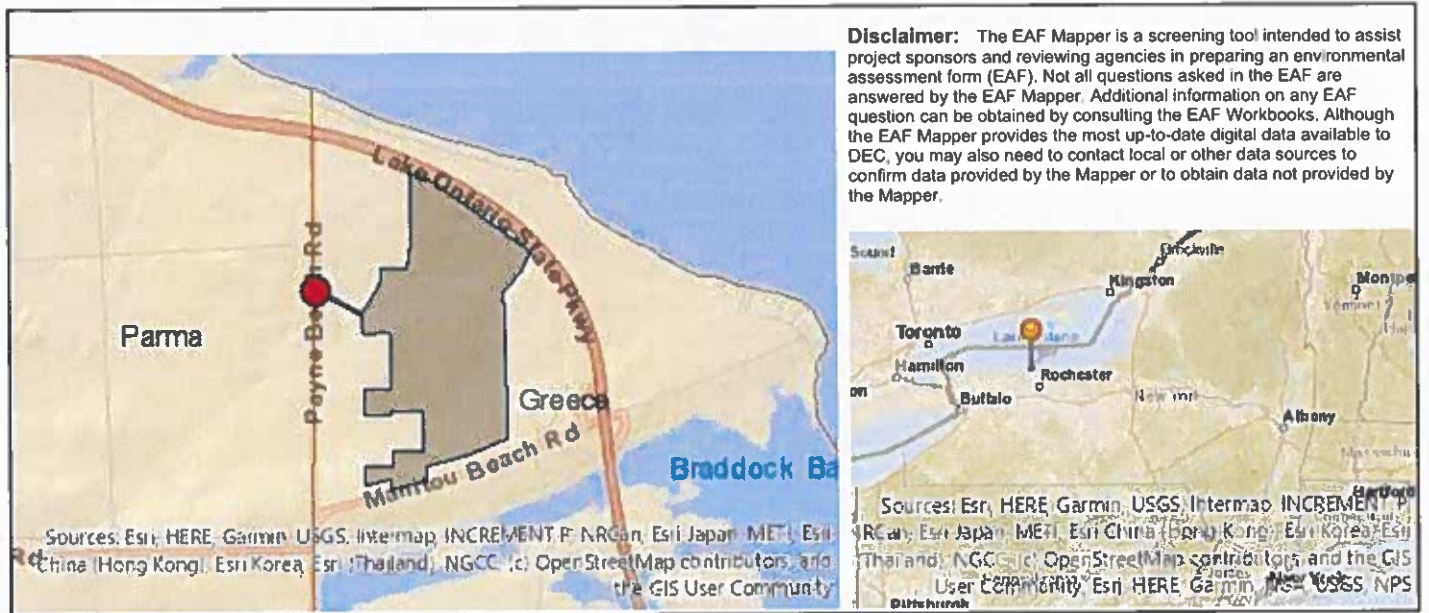 Disclaimer: The EAF Mapper is a screening tool intended to assist
project sponsors and reviewing agencies in preparing an environmental
assessment form (EAF). Not all questions asked in the EAF are
answered by the EAF Mapper. Additional information on any EAF
question can be obtained by consulting the EAF Workbooks. Although
the EAF Mapper provides the most up-to-date digital data available to
DEC, you may also need to contact local or other data sources to
confirm data provided by the Mapper or to obtain data not provided by
the Mapper.
Lake Ontario State Pkwy
Payne Beach Rd
Parma
Greece
Manitou Beach Rd
Braddock Ba
Rd
Sources: Esri, HERE, Garmin, USGS, Intermap, INCREMENT P, NRCan, Esri Japan, METI, Esri
China (Hong Kong), Esri Korea, Esri (Thailand), NGCC, (c) OpenStreetMap contributors, and
the GIS User Community
Sound
Barrie
Brockville
Kingston
Montpe
Toronto
Hamilton
Rochester
on
Buffalo
Albany
Hartford
Sources: Esri, HERE, Garmin, USGS, Intermap, INCREMENT P,
NRCan, Esri Japan, METI, Esri China (Hong Kong), Esri Korea, Esri
(Thailand), NGCC, (c) OpenStreetMap contributors, and the GIS
User Community, Esri, HERE, Garmin, USGS, NPS
Pittsburgh